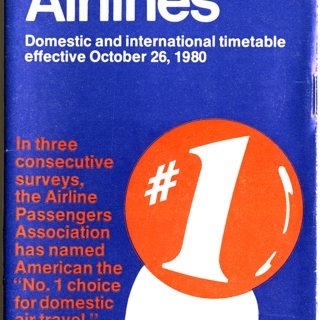 Airlines
Domestic and international timetable
effective October 26, 1980
In three
consecutive
surveys,
the Airline
Passengers
Association
has named
American the
“No. 1 choice
for domestic
air travel.”
#1